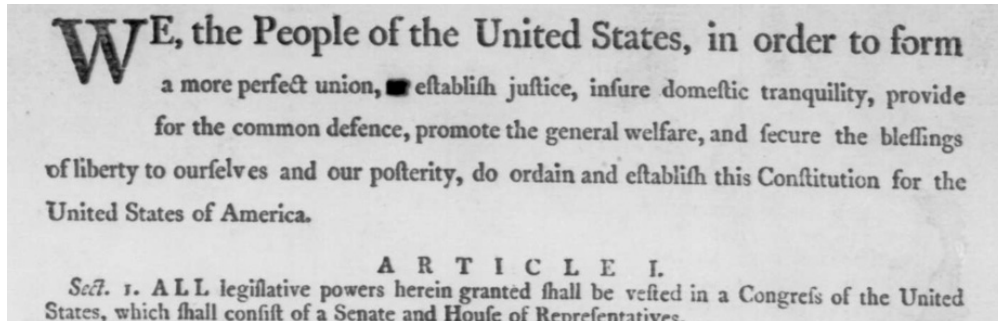 WE, the People of the United States, in order to form
a more perfect union, eſtabliſh juſtice, inſure domeſtic tranquility, provide
for the common defence, promote the general welfare, and ſecure the bleſſings
of liberty to ourſelves and our poſterity, do ordain and eſtabliſh this Conſtitution for the
United States of America.
ARTICLE I.
Sect. 1. ALL legiſlative powers herein granted ſhall be veſted in a Congreſs of the United
States, which ſhall conſiſt of a Senate and Houſe of Repreſentatives.